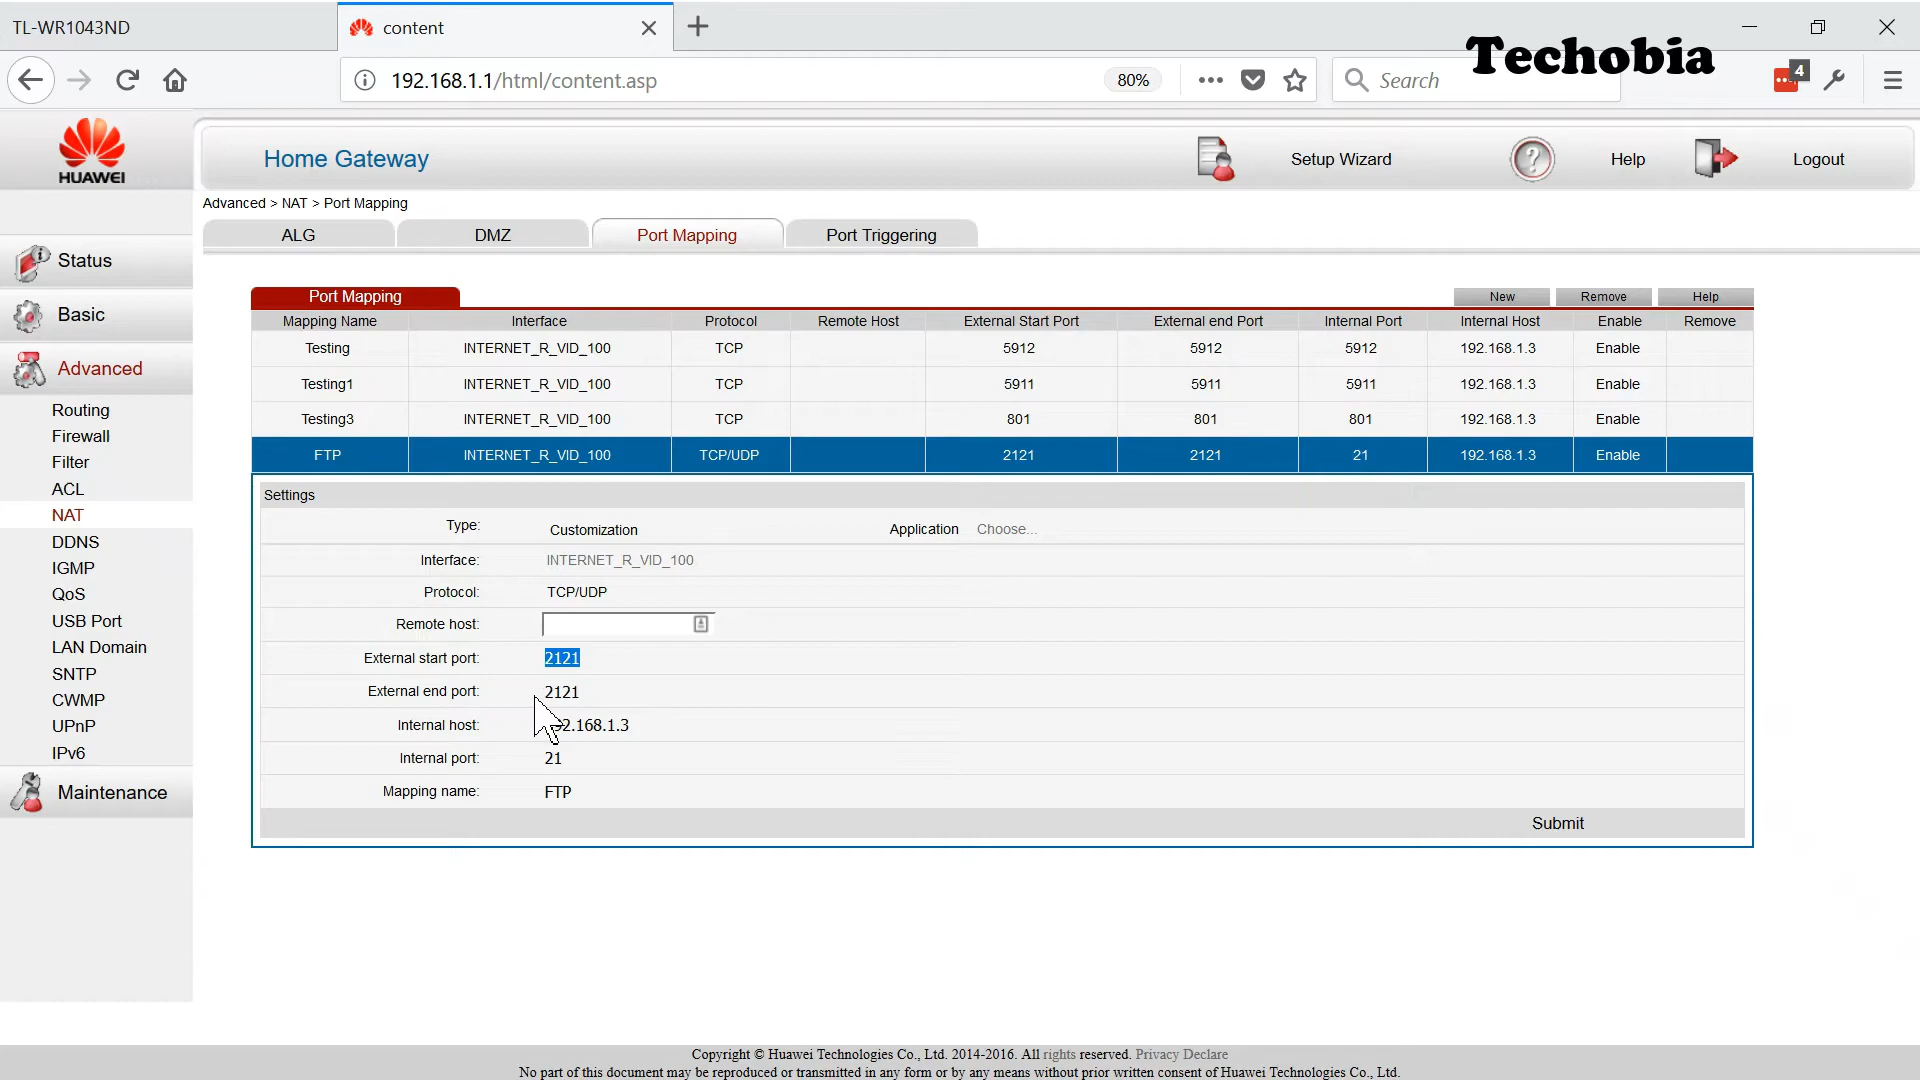 TL-WR1043ND
content
192.168.1.1/html/content.asp
80%
Search
Techobia
4
HUAWEI
Home Gateway
Setup Wizard
?
Help
Logout
Advanced > NAT > Port Mapping
ALG
DMZ
Port Mapping
Port Triggering
Status
Basic
Advanced
Routing
Firewall
Filter
ACL
NAT
DDNS
IGMP
QoS
USB Port
LAN Domain
SNTP
CWMP
UPnP
IPv6
Maintenance
Port Mapping
New
Remove
Help
Mapping Name Interface Protocol Remote Host External Start Port External end Port Internal Port Internal Host Enable Remove
Testing INTERNET_R_VID_100 TCP 5912 5912 5912 192.168.1.3 Enable
Testing1 INTERNET_R_VID_100 TCP 5911 5911 5911 192.168.1.3 Enable
Testing3 INTERNET_R_VID_100 TCP 801 801 801 192.168.1.3 Enable
FTP INTERNET_R_VID_100 TCP/UDP 2121 2121 21 192.168.1.3 Enable
Settings
Type: Customization Application Choose...
Interface: INTERNET_R_VID_100
Protocol: TCP/UDP
Remote host:
External start port: 2121
External end port: 2121
Internal host: 2.168.1.3
Internal port: 21
Mapping name: FTP
Submit
Copyright © Huawei Technologies Co., Ltd. 2014-2016. All rights reserved. Privacy Declare
No part of this document may be reproduced or transmitted in any form or by any means without prior written consent of Huawei Technologies Co., Ltd.